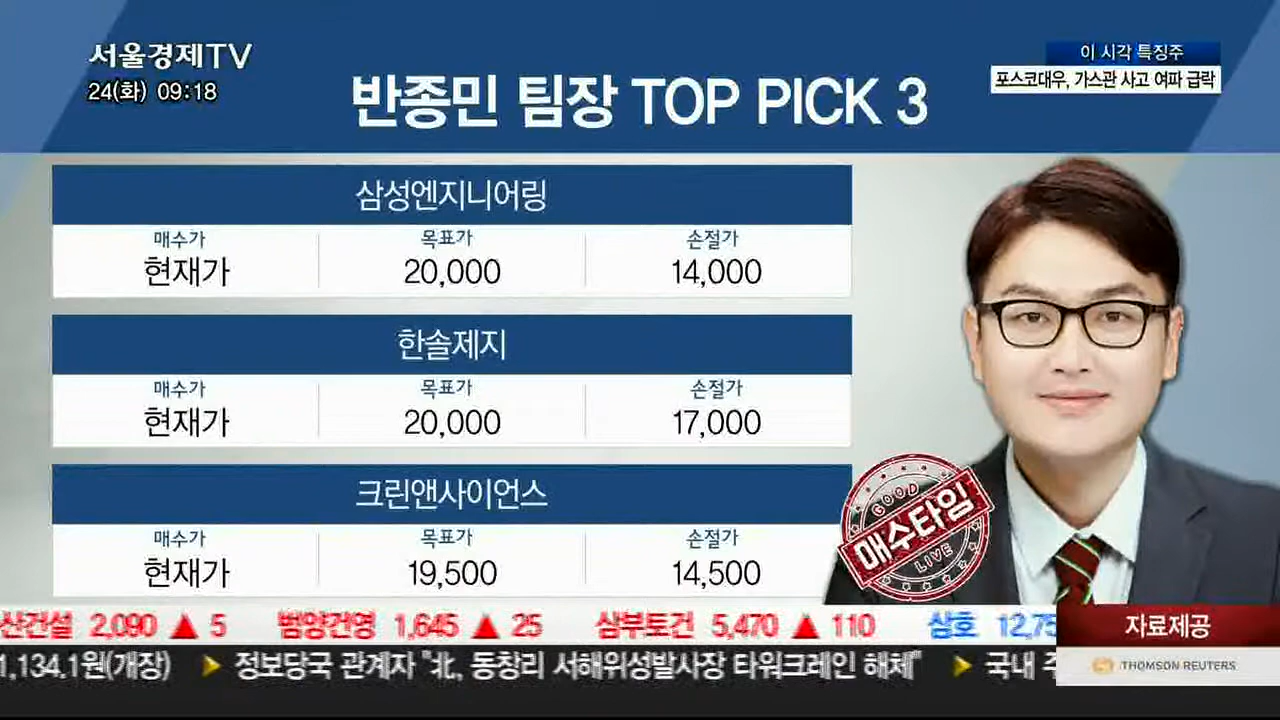 서울경제TV
24(화) 09:18
반종민 팀장 TOP PICK 3
이 시각 특징주
포스코대우, 가스관 사고 여파 급락
삼성엔지니어링
매수가 목표가 손절가
현재가 20,000 14,000
한솔제지
매수가 목표가 손절가
현재가 20,000 17,000
크린앤사이언스
매수가 목표가 손절가
현재가 19,500 14,500
GOOD
매수타임
LIVE
산건설 2,090 ▲ 5 범양건영 1,645 ▲ 25 삼부토건 5,470 ▲ 110 삼호 12,75
자료제공
1,134.1원(개장) ▶ 정보당국 관계자 "北, 동창리 서해위성발사장 타워크레인 해체" ▶ 국내
THOMSON REUTERS